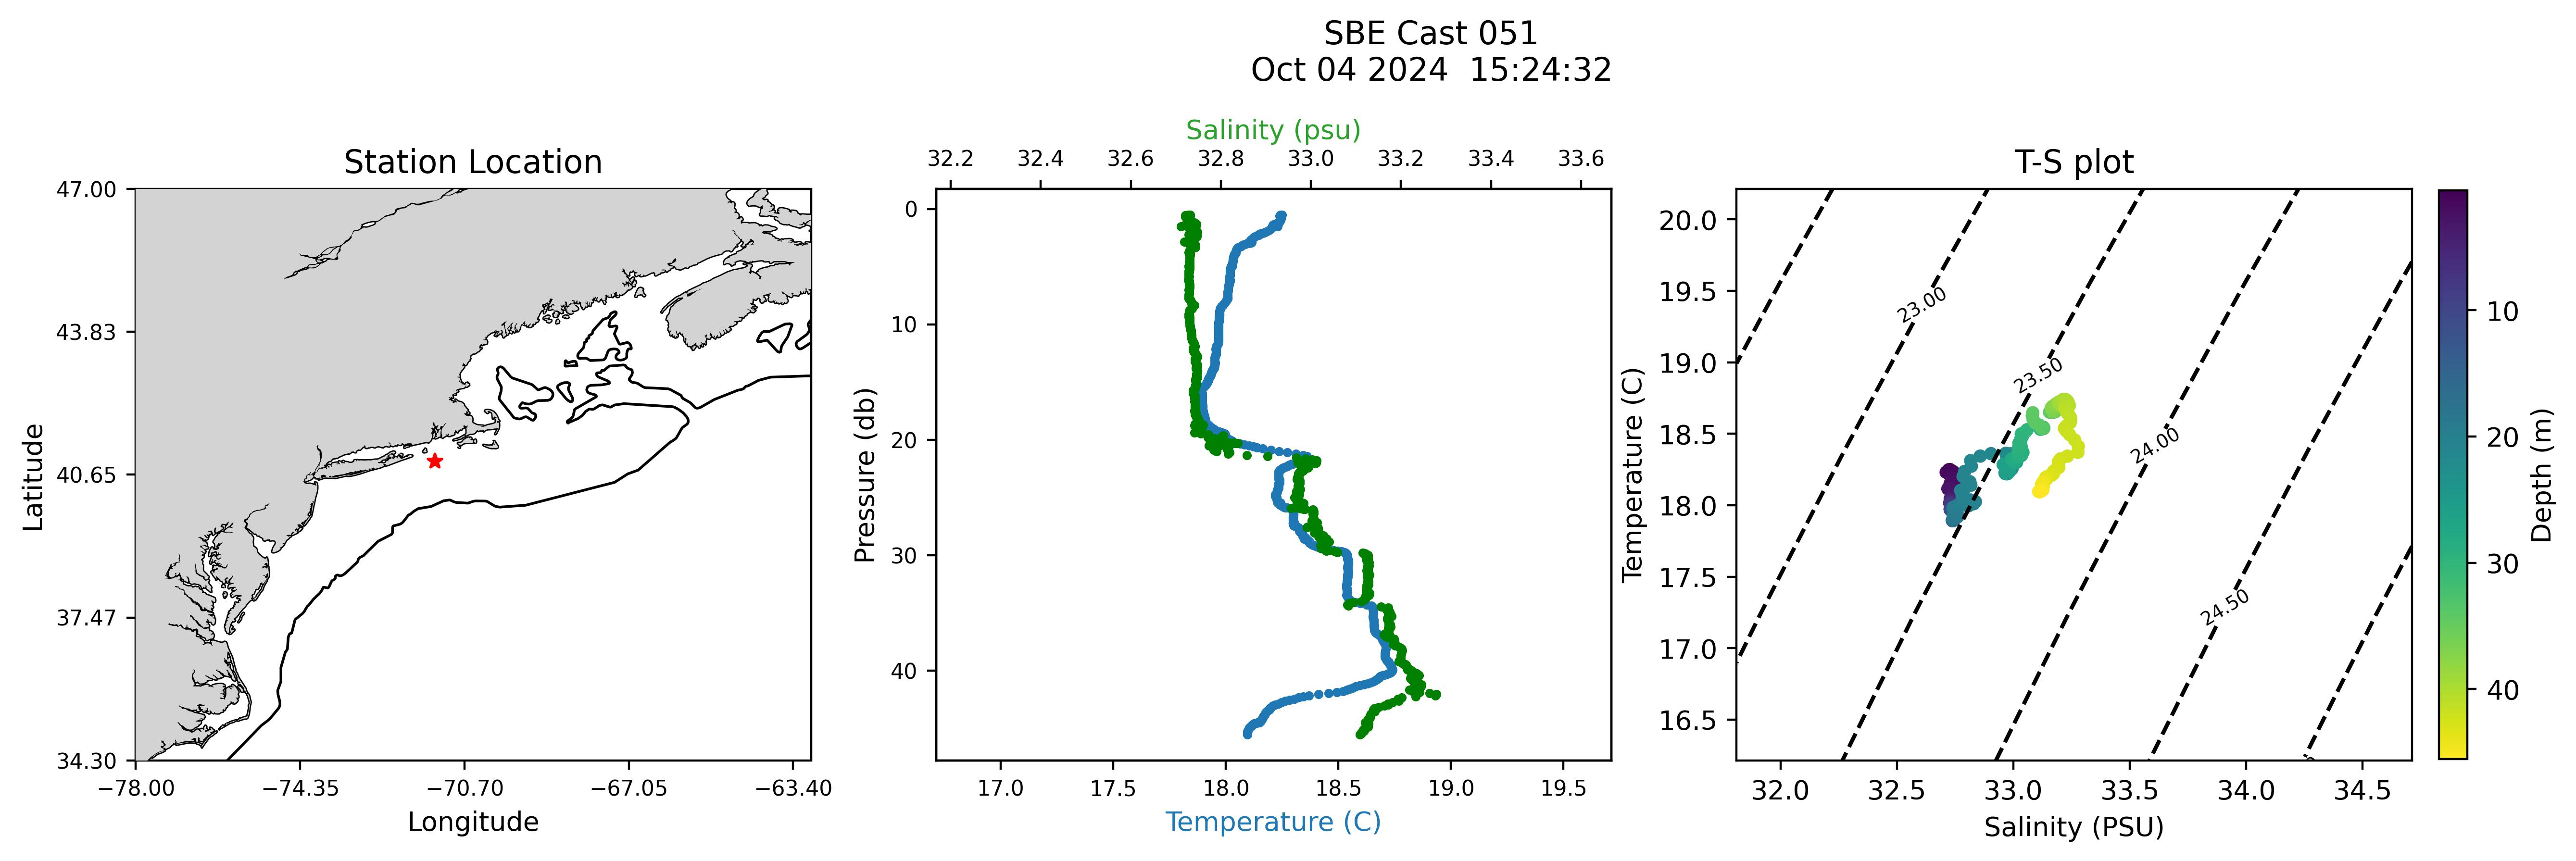 SBE Cast 051
Oct 04 2024  15:24:32
Station Location
47.00
43.83
40.65
37.47
34.30
Latitude
−78.00 −74.35 −70.70 −67.05 −63.40
Longitude
Salinity (psu)
32.2 32.4 32.6 32.8 33.0 33.2 33.4 33.6
0
10
20
30
40
Pressure (db)
17.0 17.5 18.0 18.5 19.0 19.5
Temperature (C)
T-S plot
20.0
19.5
19.0
18.5
18.0
17.5
17.0
16.5
Temperature (C)
23.00
23.50
24.00
24.50
32.0 32.5 33.0 33.5 34.0 34.5
Salinity (PSU)
10
20
30
40
Depth (m)